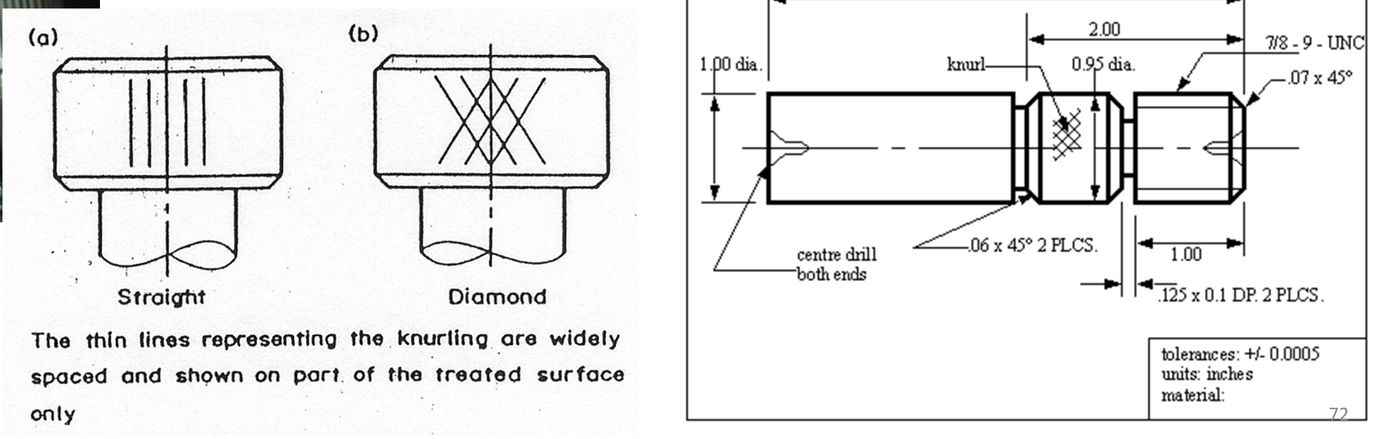 (a)
(b)
Straight
Diamond
The thin lines representing the knurling are widely
spaced and shown on part of the treated surface
only
2.00
7/8 - 9 - UNC
1.00 dia.
knurl
0.95 dia.
.07 x 45°
centre drill
both ends
.06 x 45° 2 PLCS.
1.00
.125 x 0.1 DP. 2 PLCS.
tolerances: +/- 0.0005
units: inches
material:
72